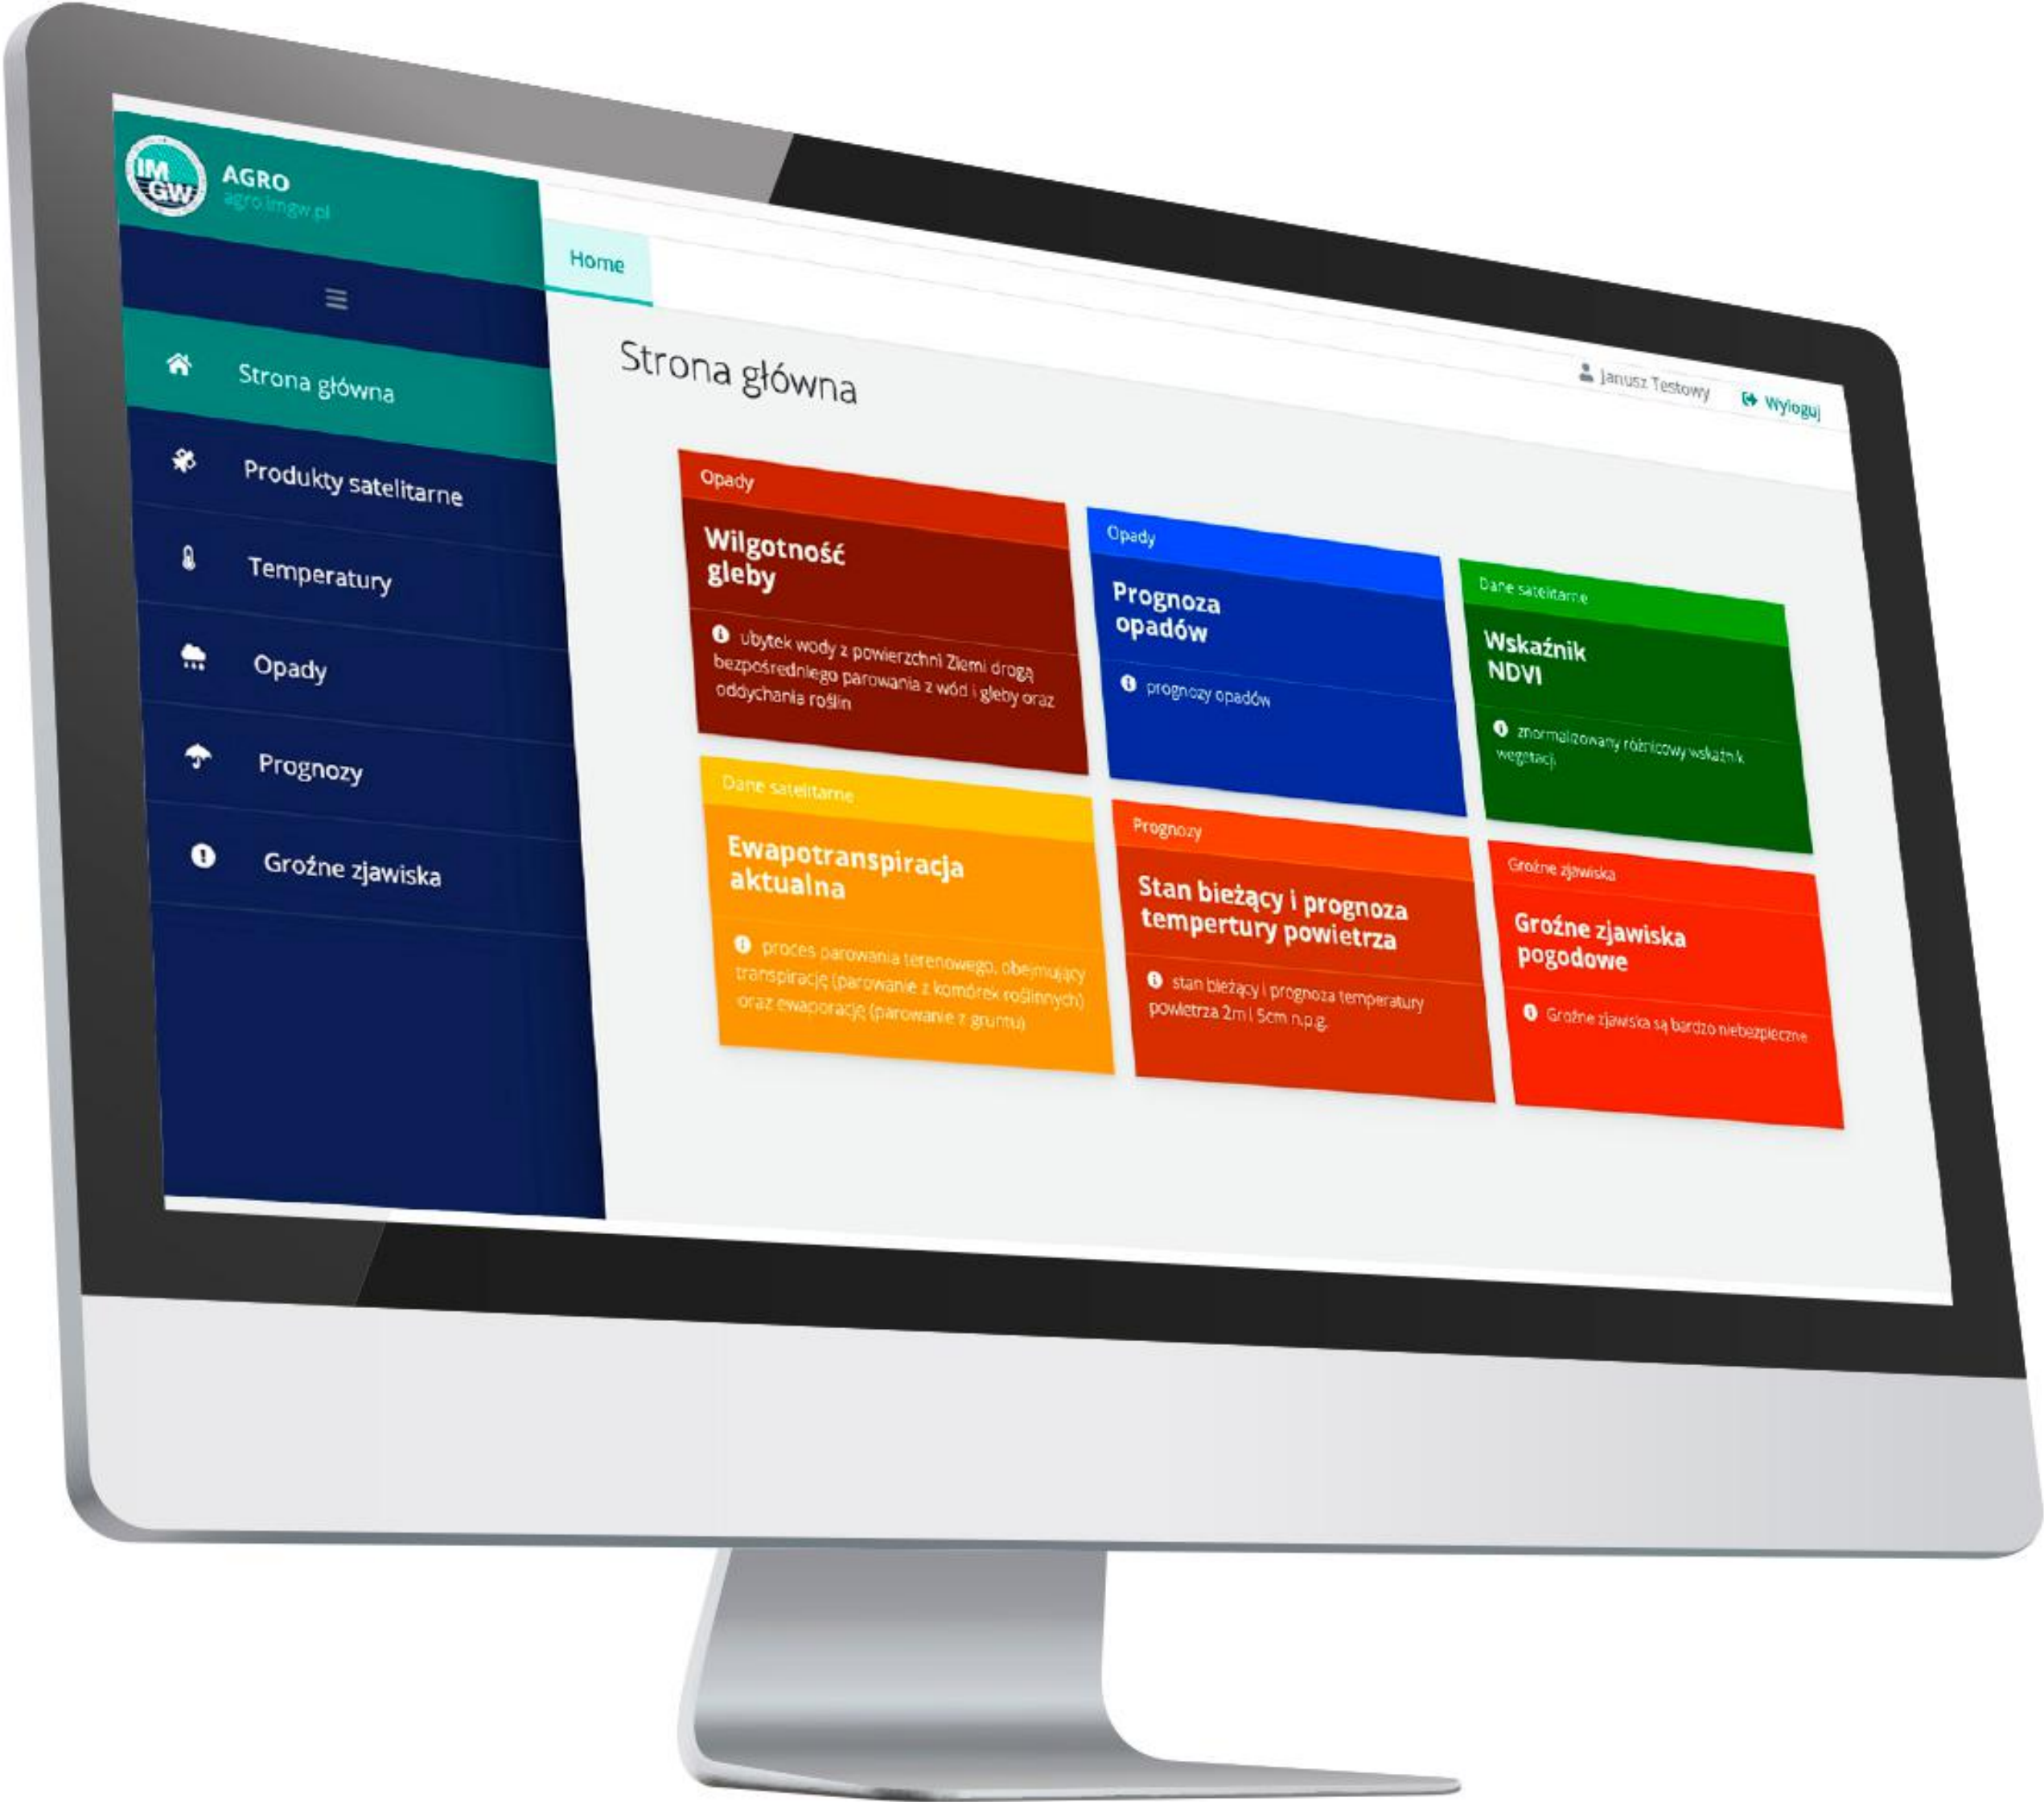 IM
GW
AGRO
agro.imgw.pl
Home
Janusz Testowy
Wyloguj
Strona główna
Produkty satelitarne
Temperatury
Opady
Prognozy
Groźne zjawiska
Strona główna
Opady
Wilgotność
gleby
ubytek wody z powierzchni Ziemi drogą
bezpośredniego parowania z wód i gleby oraz
oddychania roślin
Opady
Prognoza
opadów
prognozy opadów
Dane satelitarne
Wskaźnik
NDVI
znormalizowany różnicowy wskaźnik
wegetacji
Dane satelitarne
Ewapotranspiracja
aktualna
proces parowania terenowego, obejmujący
transpirację (parowanie z komórek roślinnych)
oraz ewaporację (parowanie z gruntu)
Prognozy
Stan bieżący i prognoza
tempertury powietrza
stan bieżący i prognoza temperatury
powietrza 2m i 5cm n.p.g.
Groźne zjawiska
Groźne zjawiska
pogodowe
Groźne zjawiska są bardzo niebezpieczne